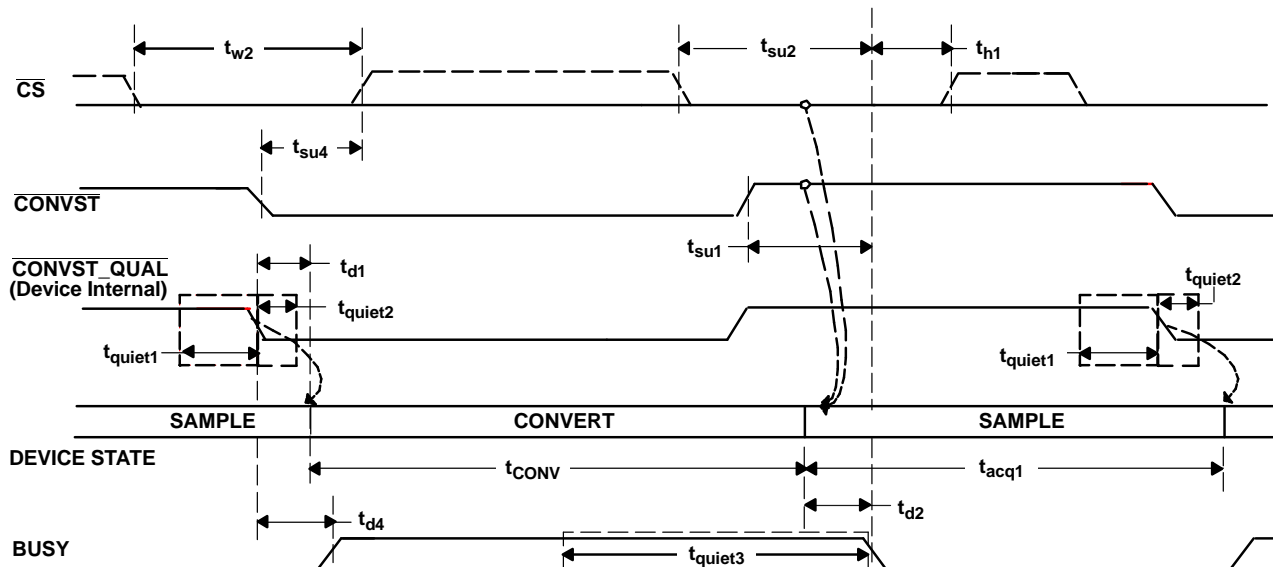 tw2
tsu2
th1
CS
tsu4
CONVST
tsu1
CONVST_QUAL
(Device Internal)
td1
tquiet2
tquiet2
tquiet1
tquiet1
SAMPLE CONVERT SAMPLE
DEVICE STATE
tCONV
tacq1
td4
td2
BUSY
tquiet3